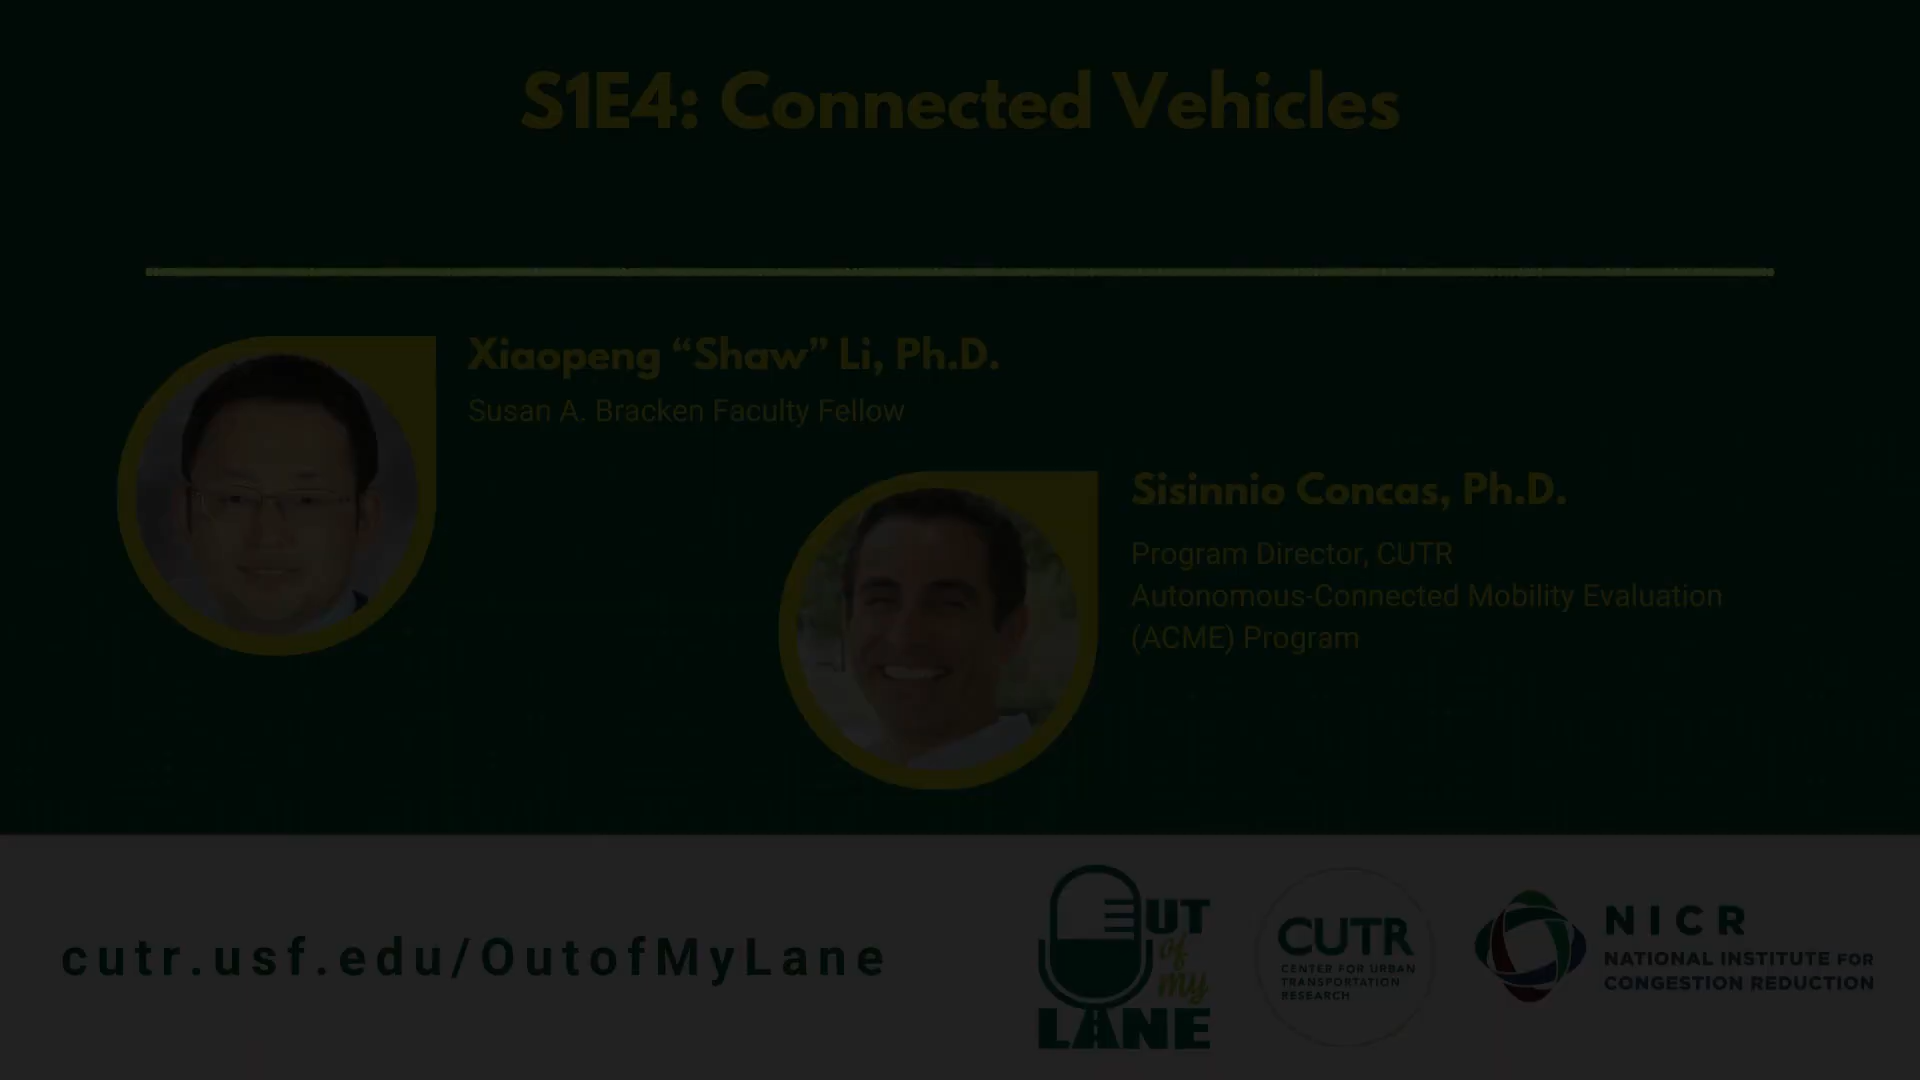 S1E4: Connected Vehicles
Xiaopeng “Shaw” Li, Ph.D.
Susan A. Bracken Faculty Fellow
Sisinnio Concas, Ph.D.
Program Director, CUTR
Autonomous-Connected Mobility Evaluation
(ACME) Program
cutr.usf.edu/OutofMyLane
OUT
of
my
LANE
CUTR
CENTER FOR URBAN
TRANSPORTATION
RESEARCH
NICR
NATIONAL INSTITUTE FOR
CONGESTION REDUCTION